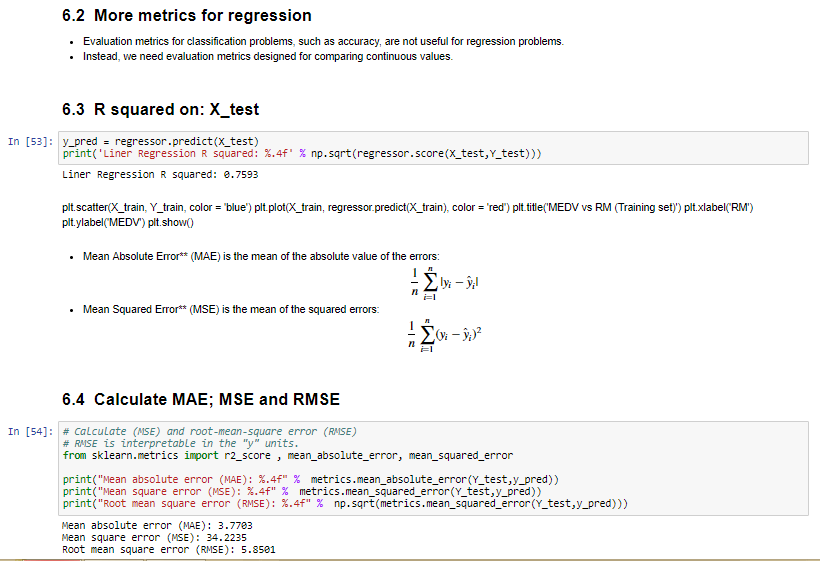 6.2 More metrics for regression
• Evaluation metrics for classification problems, such as accuracy, are not useful for regression problems.
• Instead, we need evaluation metrics designed for comparing continuous values.
6.3 R squared on: X_test
In [53]: y_pred = regressor.predict(X_test)
print('Liner Regression R squared: %.4f' % np.sqrt(regressor.score(X_test,Y_test)))
Liner Regression R squared: 0.7593
plt.scatter(X_train, Y_train, color = 'blue') plt.plot(X_train, regressor.predict(X_train), color = 'red') plt.title('MEDV vs RM (Training set)') plt.xlabel('RM')
plt.ylabel('MEDV') plt.show()
• Mean Absolute Error** (MAE) is the mean of the absolute value of the errors:
1/n ∑_{i=1}^{n} |y_i − ŷ_i|
• Mean Squared Error** (MSE) is the mean of the squared errors:
1/n ∑_{i=1}^{n} (y_i − ŷ_i)²
6.4 Calculate MAE; MSE and RMSE
In [54]: # Calculate (MSE) and root-mean-square error (RMSE)
# RMSE is interpretable in the "y" units.
from sklearn.metrics import r2_score , mean_absolute_error, mean_squared_error
print("Mean absolute error (MAE): %.4f" % metrics.mean_absolute_error(Y_test,y_pred))
print("Mean square error (MSE): %.4f" % metrics.mean_squared_error(Y_test,y_pred))
print("Root mean square error (RMSE): %.4f" % np.sqrt(metrics.mean_squared_error(Y_test,y_pred)))
Mean absolute error (MAE): 3.7703
Mean square error (MSE): 34.2235
Root mean square error (RMSE): 5.8501